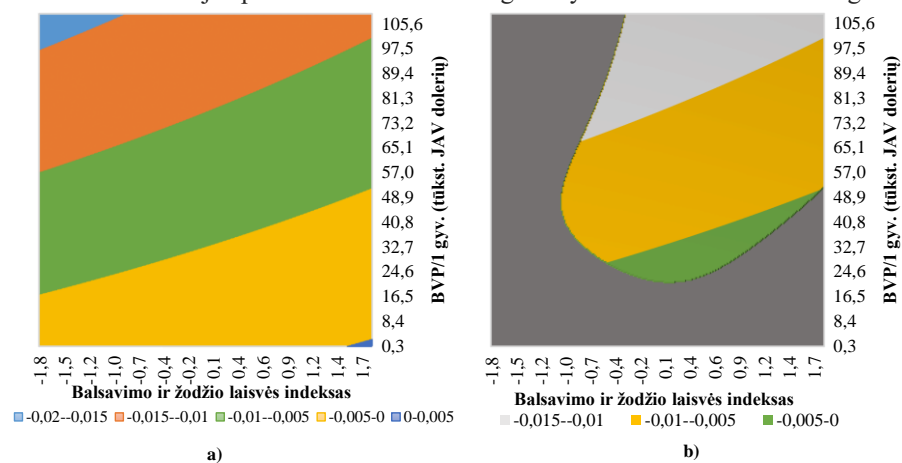 105,6
97,5
89,4
81,3
73,2
65,1
57,0
48,9
40,8
32,7
24,6
16,5
8,4
0,3
BVP/1 gyv. (tūkst. JAV dolerių)
-1,8 -1,5 -1,2 -1,0 -0,7 -0,4 -0,2 0,1 0,4 0,6 0,9 1,2 1,4 1,7
Balsavimo ir žodžio laisvės indeksas
-0,02--0,015 -0,015--0,01 -0,01--0,005 -0,005-0 0-0,005
a)
105,6
97,5
89,4
81,3
73,2
65,1
57,0
48,9
40,8
32,7
24,6
16,5
8,4
0,3
BVP/1 gyv. (tūkst. JAV dolerių)
-1,8 -1,5 -1,2 -1,0 -0,7 -0,4 -0,2 0,1 0,4 0,6 0,9 1,2 1,4 1,7
Balsavimo ir žodžio laisvės indeksas
-0,015--0,01 -0,01--0,005 -0,005-0
b)